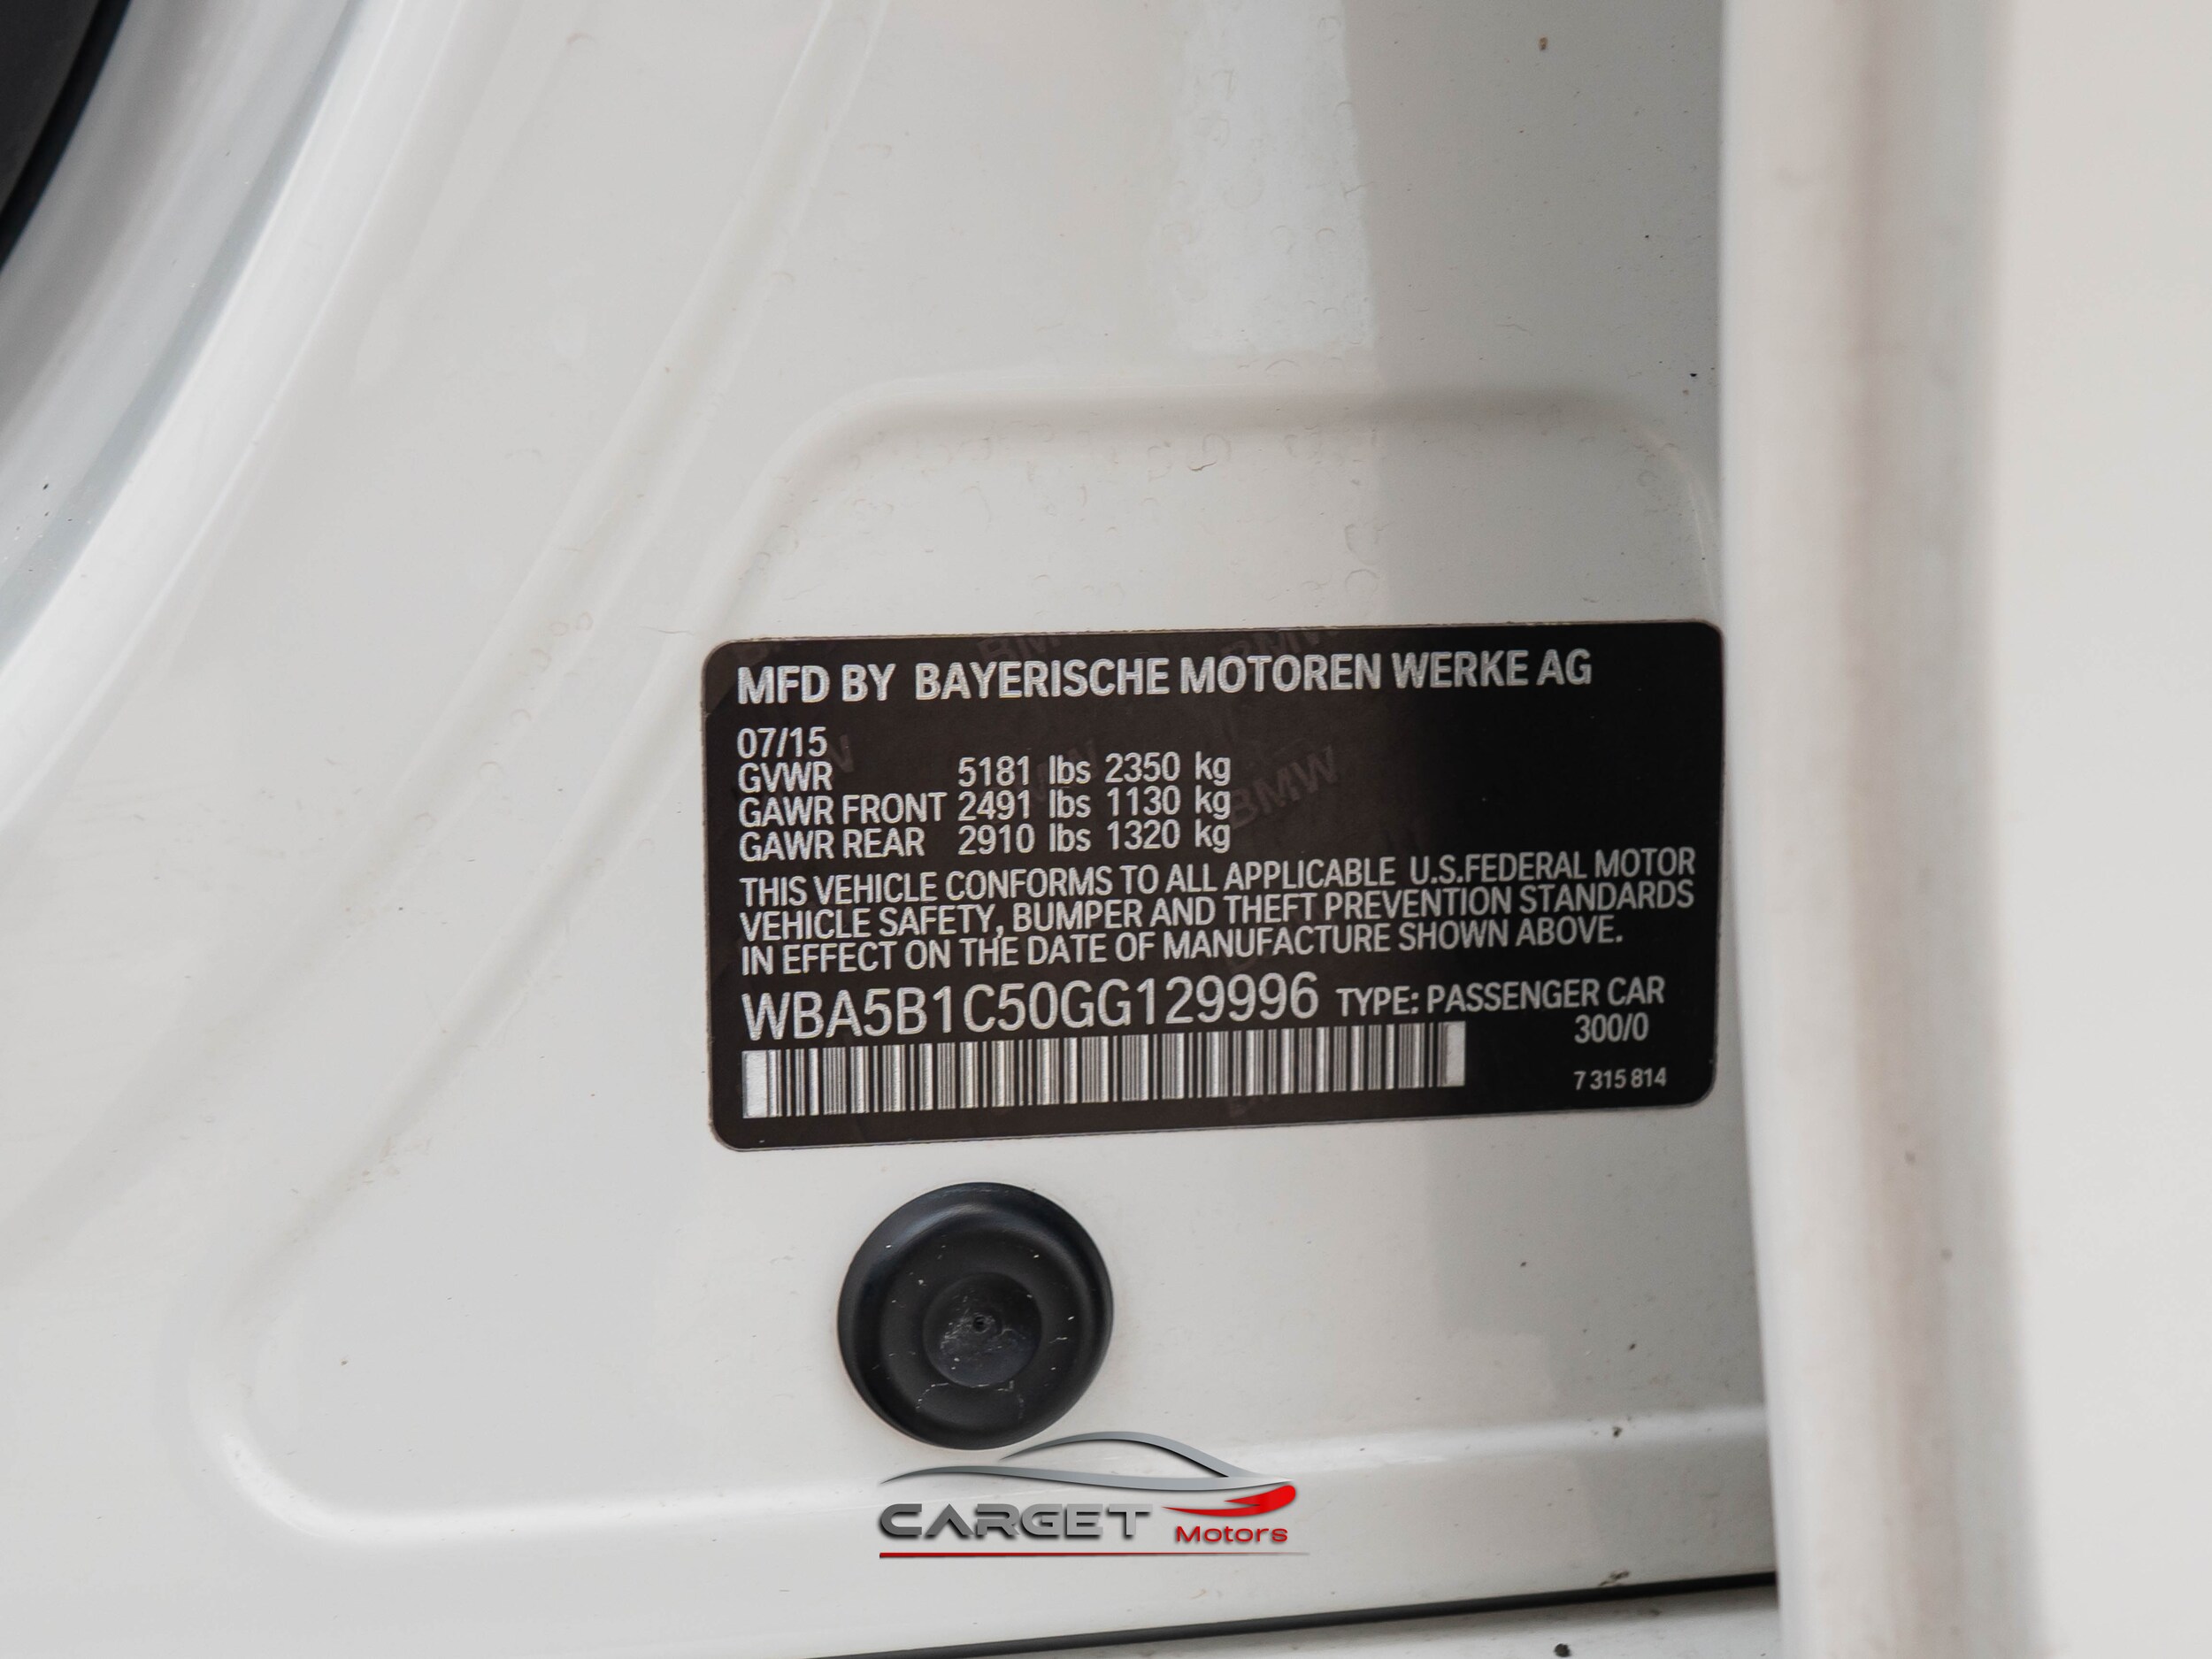 MFD BY BAYERISCHE MOTOREN WERKE AG
07/15
GVWR 5181 lbs 2350 kg
GAWR FRONT 2491 lbs 1130 kg
GAWR REAR 2910 lbs 1320 kg
THIS VEHICLE CONFORMS TO ALL APPLICABLE U.S.FEDERAL MOTOR
VEHICLE SAFETY, BUMPER AND THEFT PREVENTION STANDARDS
IN EFFECT ON THE DATE OF MANUFACTURE SHOWN ABOVE.
WBA5B1C50GG129996 TYPE: PASSENGER CAR
300/0
7 315 814
CARGET
Motors